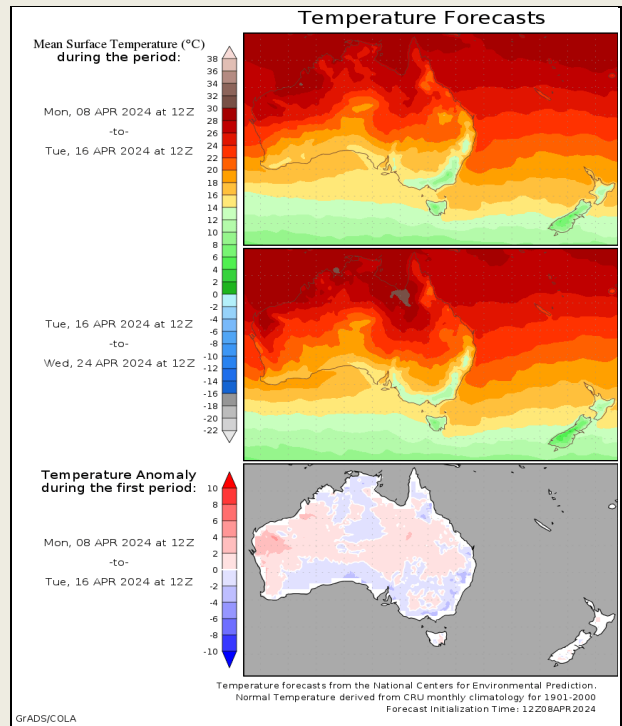 Temperature Forecasts
Mean Surface Temperature (°C)
during the period:
Mon, 08 APR 2024 at 12Z
-to-
Tue, 16 APR 2024 at 12Z
38
36
34
32
30
28
26
24
22
20
18
16
14
12
10
8
6
4
2
0
-2
-4
-6
-8
-10
-12
-14
-16
-18
-20
-22
Tue, 16 APR 2024 at 12Z
-to-
Wed, 24 APR 2024 at 12Z
Temperature Anomaly
during the first period:
Mon, 08 APR 2024 at 12Z
-to-
Tue, 16 APR 2024 at 12Z
10
8
6
4
2
0
-2
-4
-6
-8
-10
Temperature forecasts from the National Centers for Environmental Prediction.
Normal Temperature derived from CRU monthly climatology for 1901-2000
Forecast Initialization Time: 12Z08APR2024
GrADS/COLA